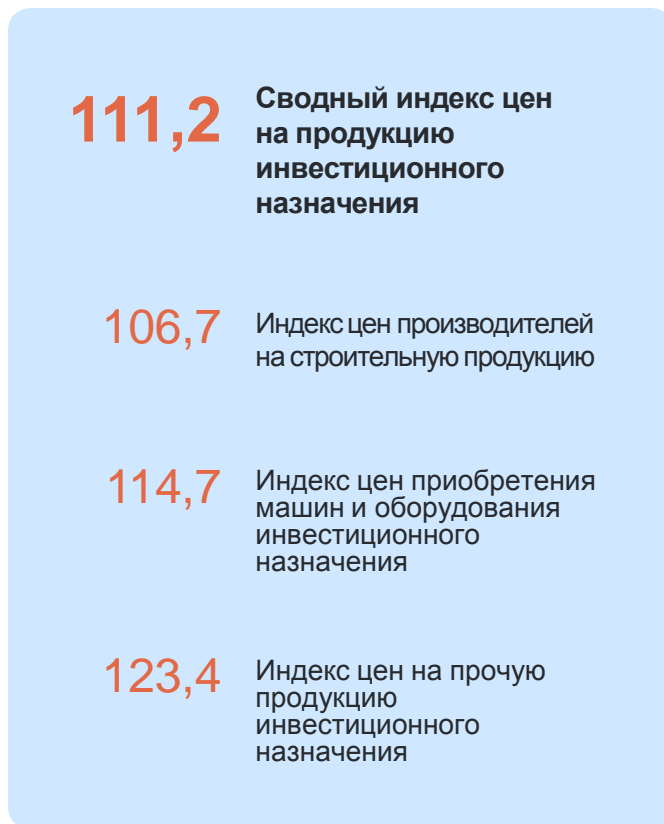 111,2
Сводный индекс цен
на продукцию
инвестиционного
назначения
106,7
Индекс цен производителей
на строительную продукцию
114,7
Индекс цен приобретения
машин и оборудования
инвестиционного
назначения
123,4
Индекс цен на прочую
продукцию
инвестиционного
назначения